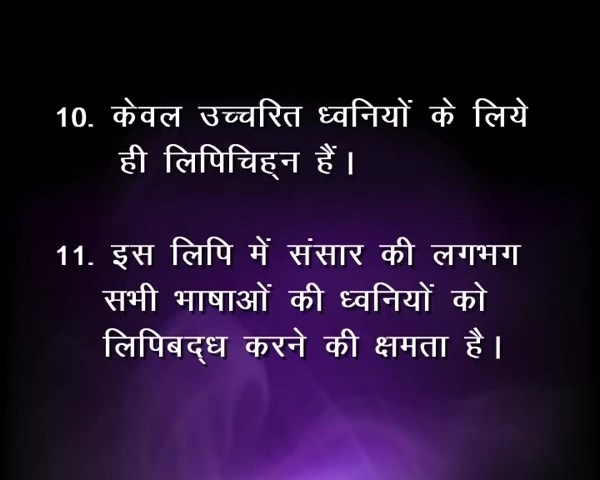 10. केवल उच्चरित ध्वनियों के लिये
ही लिपिचिह्न हैं।
11. इस लिपि में संसार की लगभग
सभी भाषाओं की ध्वनियों को
लिपिबद्ध करने की क्षमता है।